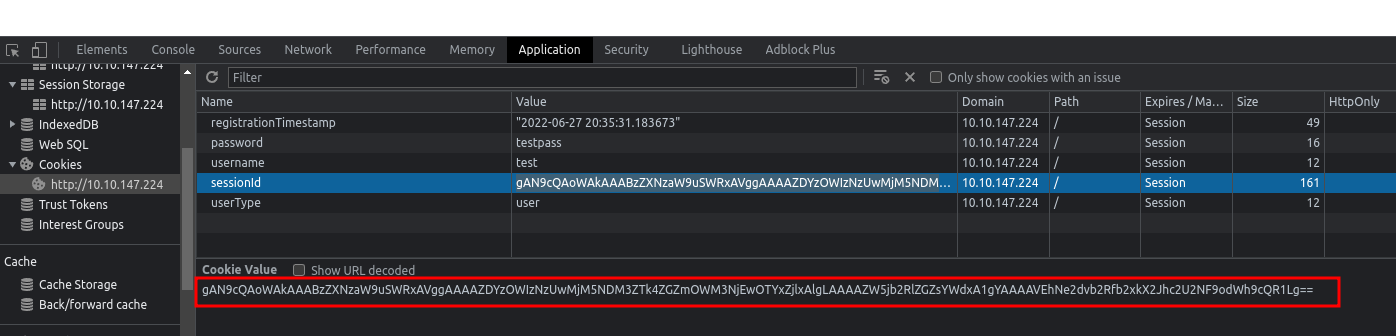 Elements Console Sources Network Performance Memory Application Security Lighthouse Adblock Plus
http://10.10.147.224
Filter
Only show cookies with an issue
Session Storage
http://10.10.147.224
IndexedDB
Web SQL
Cookies
http://10.10.147.224
Trust Tokens
Interest Groups
Cache
Cache Storage
Back/forward cache
Name Value Domain Path Expires / Ma... Size HttpOnly
registrationTimestamp "2022-06-27 20:35:31.183673" 10.10.147.224 / Session 49
password testpass 10.10.147.224 / Session 16
username test 10.10.147.224 / Session 12
sessionId gAN9cQAoWAkAAABzZXNzaW9uSWRxAVggAAAAZDYzOWIzNzUwMjM5NDM... 10.10.147.224 / Session 161
userType user 10.10.147.224 / Session 12
Cookie Value Show URL decoded
gAN9cQAoWAkAAABzZXNzaW9uSWRxAVggAAAAZDYzOWIzNzUwMjM5NDM3ZTk4ZGZmOWM3NjEwOTYxZjlxAlgLAAAAZW5jb2RlZGZsYWdxA1gYAAAAVEhNe2dvb2Rfb2xkX2Jhc2U2NF9odWh9cQR1Lg==